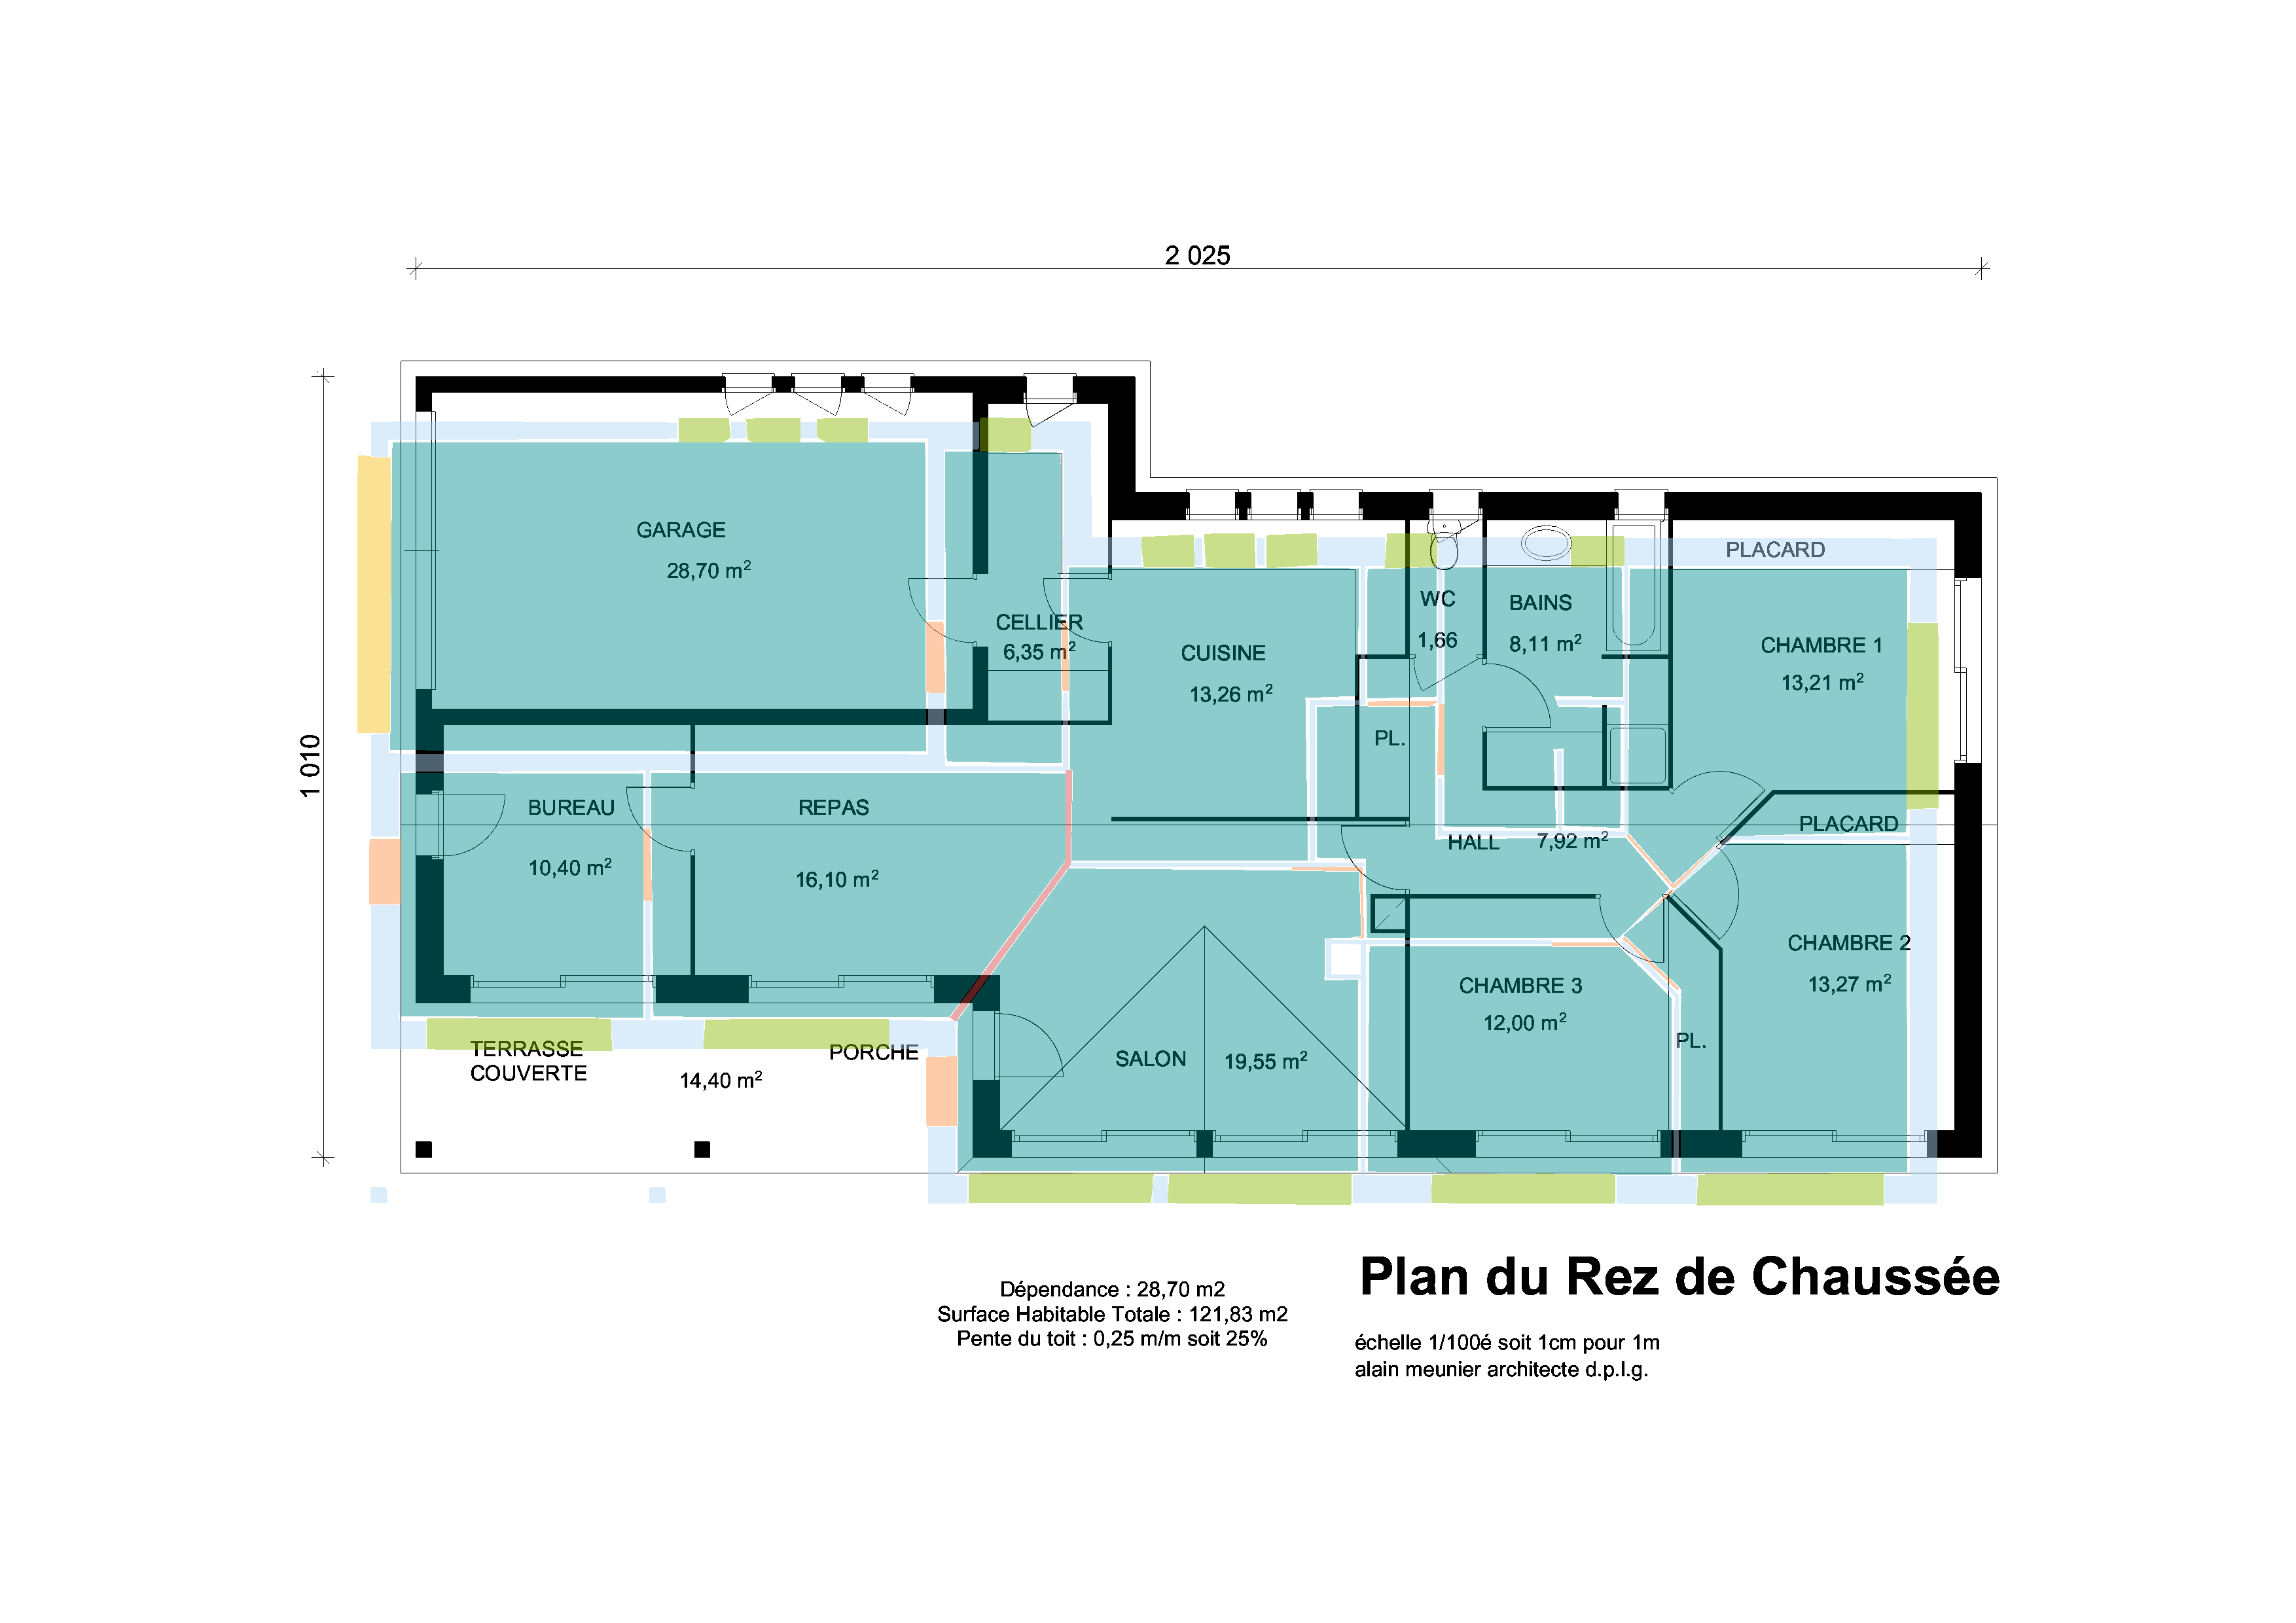 2 025
1 010
GARAGE
28,70 m²
CELLIER
6,35 m²
CUISINE
13,26 m²
WC
1,66
BAINS
8,11 m²
PLACARD
CHAMBRE 1
13,21 m²
PL.
BUREAU
10,40 m²
REPAS
16,10 m²
HALL 7,92 m²
PLACARD
CHAMBRE 2
13,27 m²
CHAMBRE 3
12,00 m²
PL.
SALON 19,55 m²
TERRASSE
COUVERTE
PORCHE
14,40 m²
Plan du Rez de Chaussée
Dépendance : 28,70 m2
Surface Habitable Totale : 121,83 m2
Pente du toit : 0,25 m/m soit 25%
échelle 1/100é soit 1cm pour 1m
alain meunier architecte d.p.l.g.